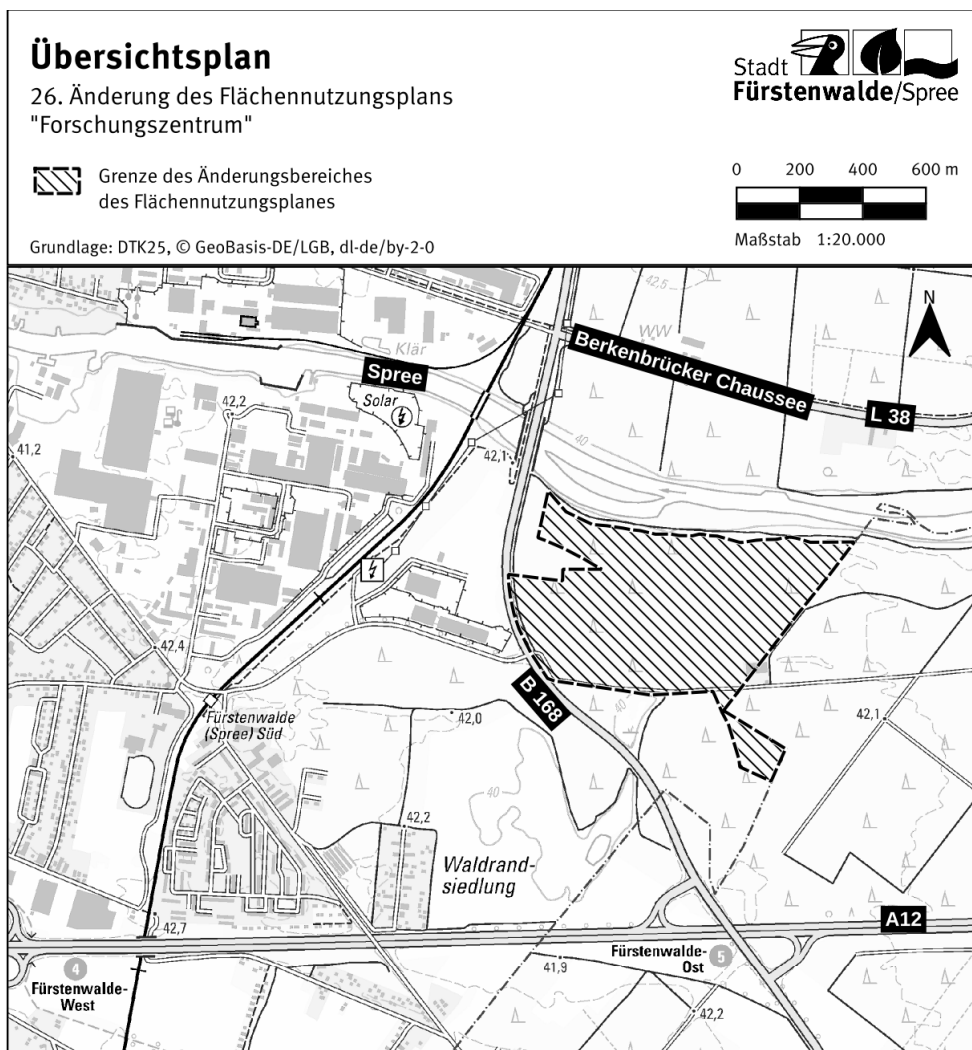 Übersichtsplan
26. Änderung des Flächennutzungsplans
"Forschungszentrum"
Grenze des Änderungsbereiches
des Flächennutzungsplanes
Grundlage: DTK25, © GeoBasis-DE/LGB, dl-de/by-2-0
Stadt
Fürstenwalde/Spree
0 200 400 600 m
Maßstab 1:20.000
42,5
WW
N
Klär
Berkenbrücker Chaussee
Spree
Solar
L 38
42,2
40
41,2
42,1
42,4
B 168
Fürstenwalde
(Spree) Süd
42,0
40
42,1
40
42,2
Waldrand-
siedlung
42,7
A12
4
Fürstenwalde-
West
41,9
Fürstenwalde-
Ost
5
42,2